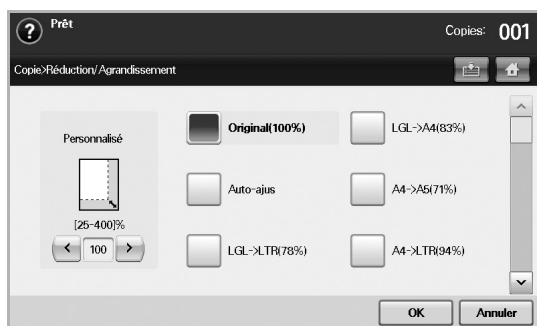 ? Prêt
Copies: 001
Copie>Réduction/Agrandissement
Personnalisé
[25-400]%
< 100 >
Original(100%)
LGL->A4(83%)
Auto-ajus
A4->A5(71%)
LGL->LTR(78%)
A4->LTR(94%)
OK
Annuler